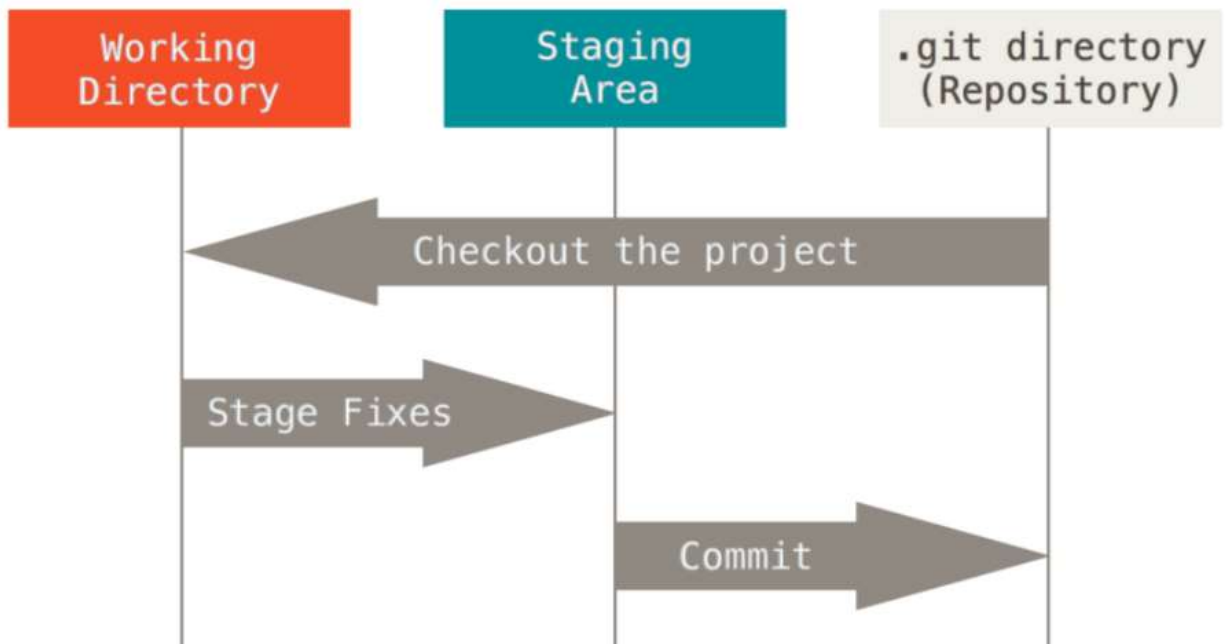 Working
Directory
Staging
Area
.git directory
(Repository)
Checkout the project
Stage Fixes
Commit